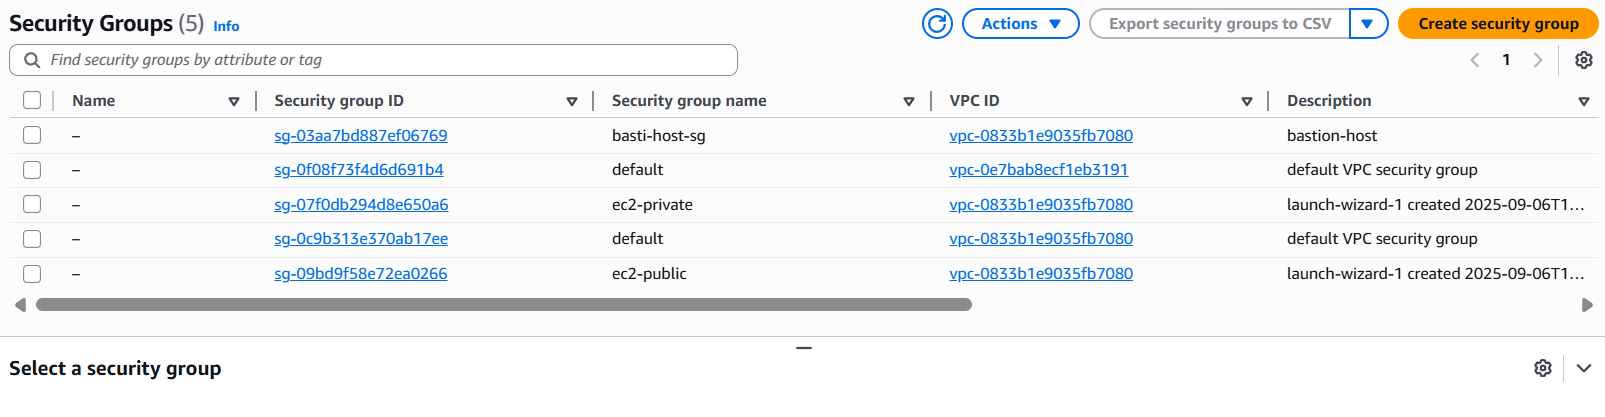 Security Groups (5) Info Actions Export security groups to CSV Create security group
Find security groups by attribute or tag 1
Name Security group ID Security group name VPC ID Description
– sg-03aa7bd887ef06769 basti-host-sg vpc-0833b1e9035fb7080 bastion-host
– sg-0f08f73f4d6d691b4 default vpc-0e7bab8ecf1eb3191 default VPC security group
– sg-07f0db294d8e650a6 ec2-private vpc-0833b1e9035fb7080 launch-wizard-1 created 2025-09-06T1...
– sg-0c9b313e370ab17ee default vpc-0833b1e9035fb7080 default VPC security group
– sg-09bd9f58e72ea0266 ec2-public vpc-0833b1e9035fb7080 launch-wizard-1 created 2025-09-06T1...
Select a security group